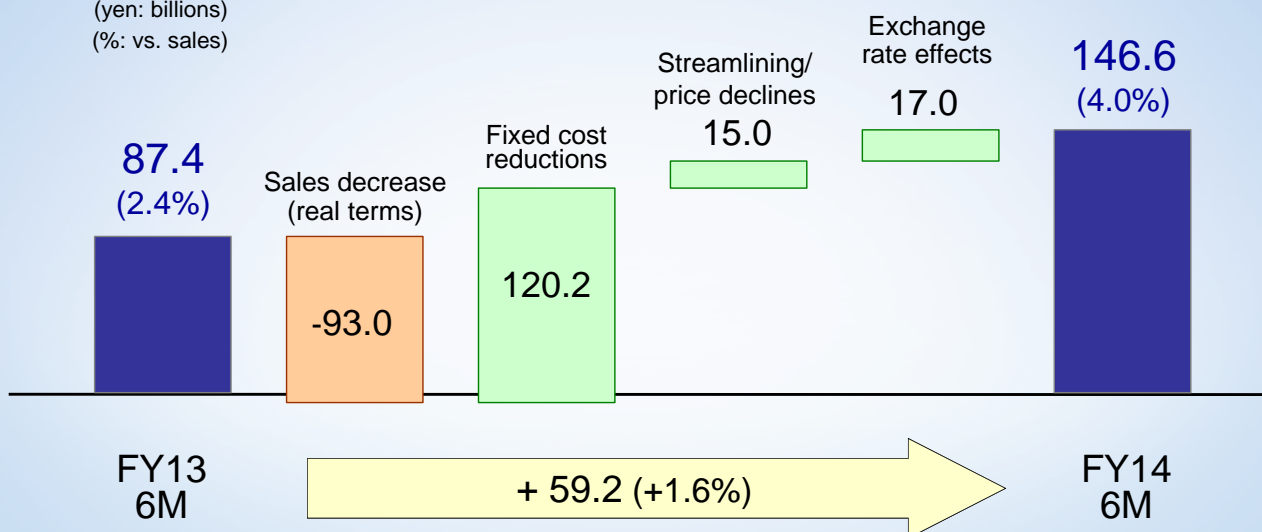 (yen: billions)
(%: vs. sales)
87.4
(2.4%)
Sales decrease
(real terms)
-93.0
Fixed cost
reductions
120.2
Streamlining/
price declines
15.0
Exchange
rate effects
17.0
146.6
(4.0%)
FY13
6M
+ 59.2 (+1.6%)
FY14
6M